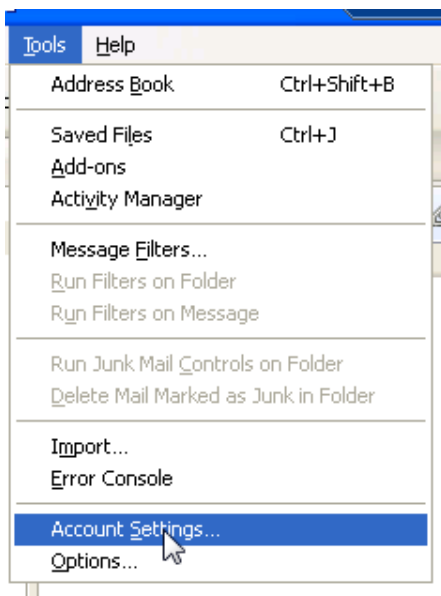 Tools Help
Address Book Ctrl+Shift+B
Saved Files Ctrl+J
Add-ons
Activity Manager
Message Filters...
Run Filters on Folder
Run Filters on Message
Run Junk Mail Controls on Folder
Delete Mail Marked as Junk in Folder
Import...
Error Console
Account Settings...
Options...